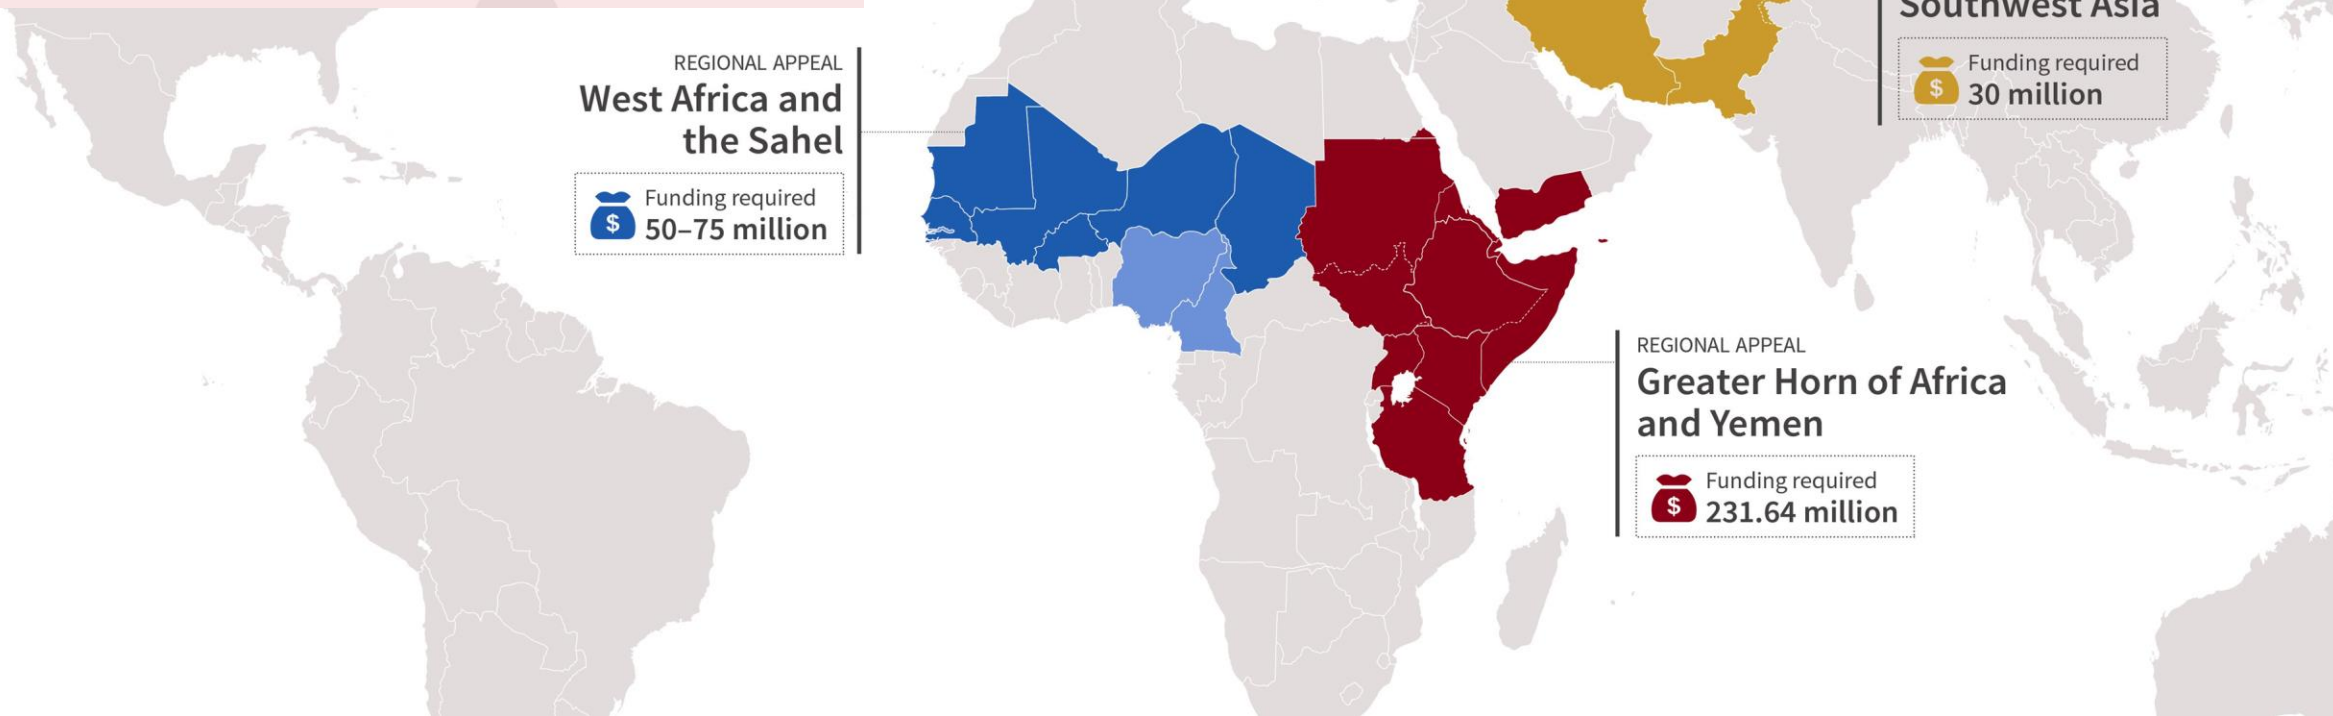 REGIONAL APPEAL
West Africa and
the Sahel
$
Funding required
50–75 million
Southwest Asia
$
Funding required
30 million
REGIONAL APPEAL
Greater Horn of Africa
and Yemen
$
Funding required
231.64 million